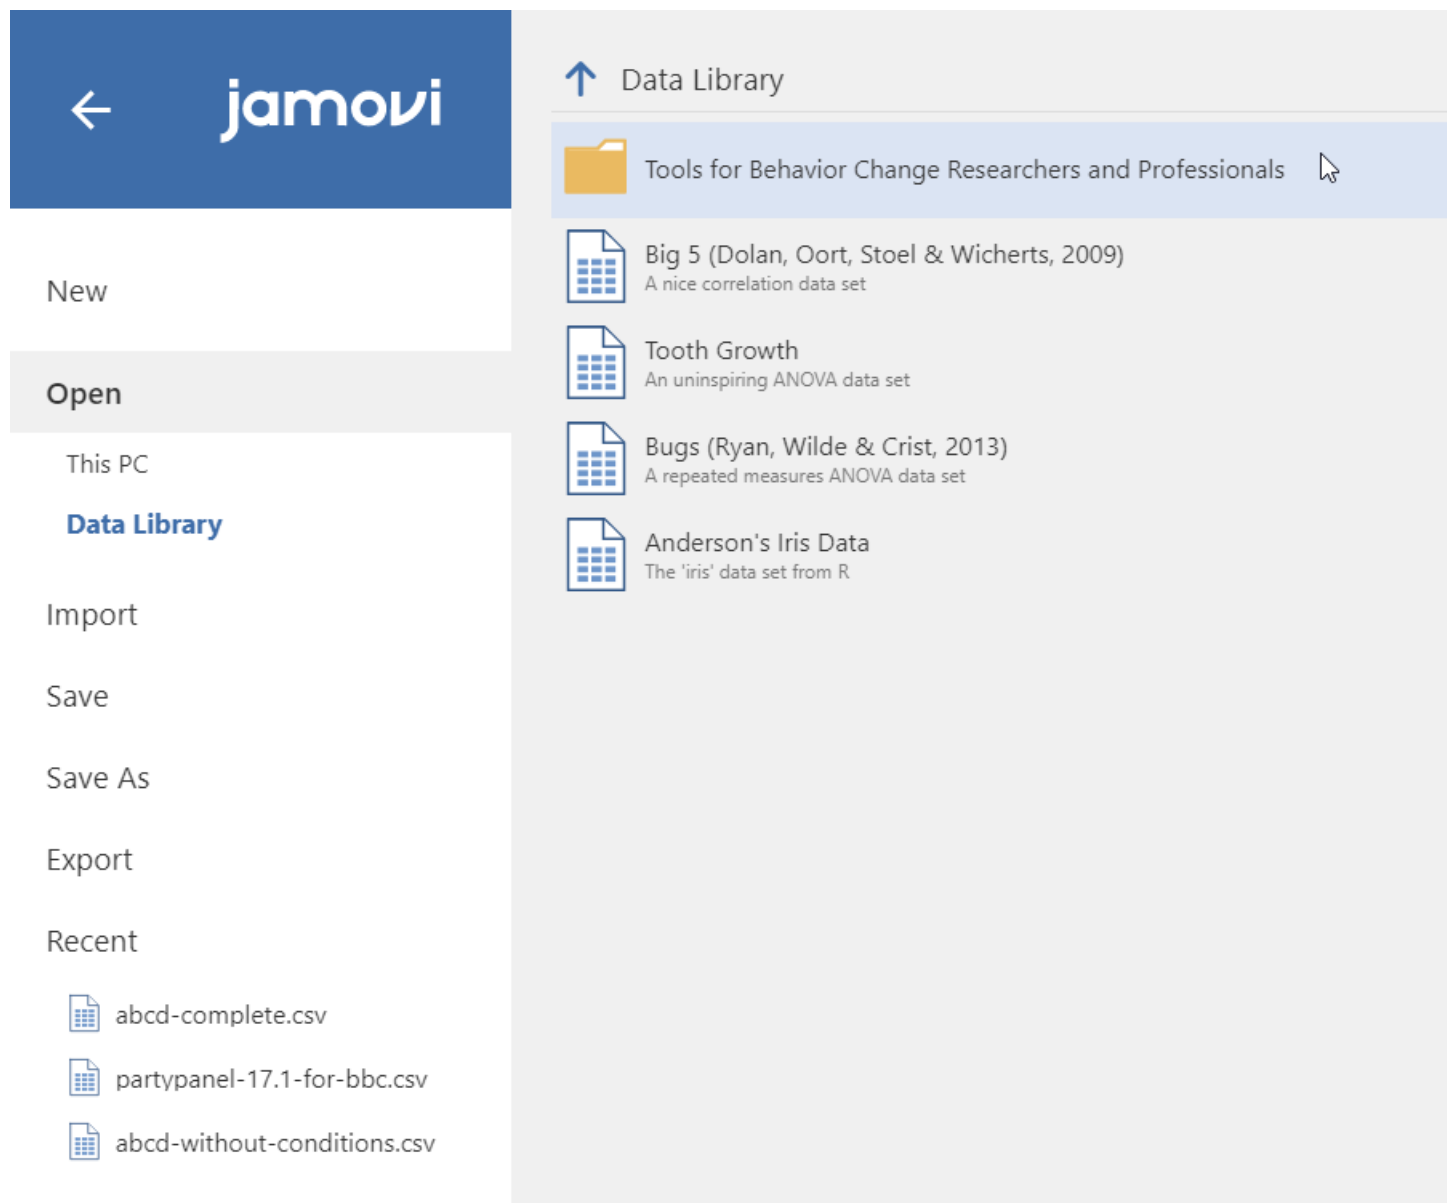 jamovi
New
Open
This PC
Data Library
Import
Save
Save As
Export
Recent
abcd-complete.csv
partypanel-17.1-for-bbc.csv
abcd-without-conditions.csv
Data Library
Tools for Behavior Change Researchers and Professionals
Big 5 (Dolan, Oort, Stoel & Wicherts, 2009)
A nice correlation data set
Tooth Growth
An uninspiring ANOVA data set
Bugs (Ryan, Wilde & Crist, 2013)
A repeated measures ANOVA data set
Anderson's Iris Data
The 'iris' data set from R